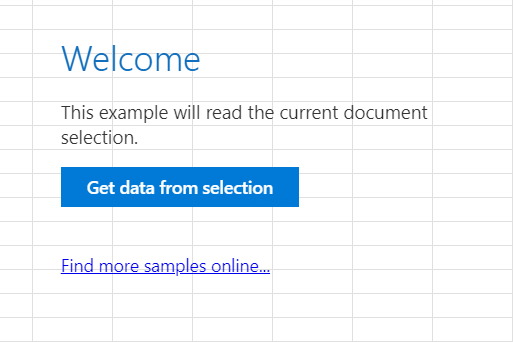 Welcome
This example will read the current document
selection.
Get data from selection
Find more samples online...